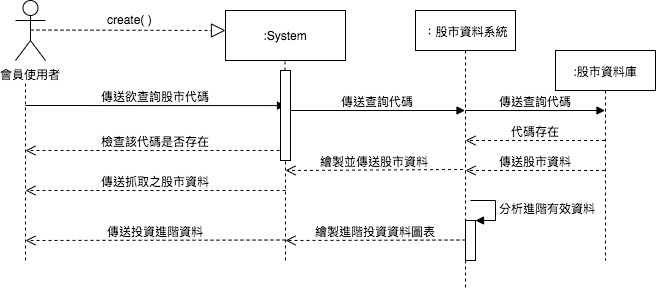 create( )
:System
：股市資料系統
:股市資料庫
會員使用者
傳送欲查詢股市代碼
傳送查詢代碼
傳送查詢代碼
代碼存在
檢查該代碼是否存在
繪製並傳送股市資料
傳送股市資料
傳送抓取之股市資料
分析進階有效資料
傳送投資進階資料
繪製進階投資資料圖表